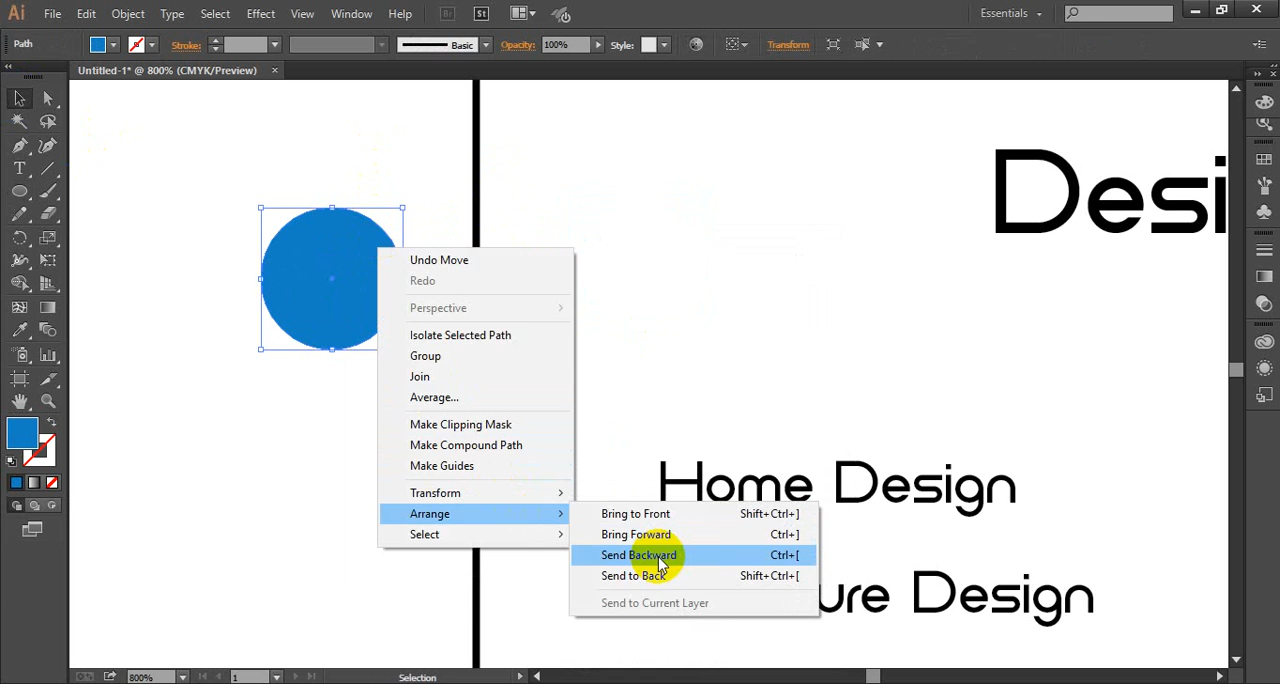 Ai File Edit Object Type Select Effect View Window Help Br St Essentials
Path Stroke: Basic Opacity: 100% Style: Transform
Untitled-1* @ 800% (CMYK/Preview) ×
Desi
Undo Move
Redo
Perspective
Isolate Selected Path
Group
Join
Average...
Make Clipping Mask
Make Compound Path
Make Guides
Transform
Arrange
Select
Home Design
Bring to Front Shift+Ctrl+]
Bring Forward Ctrl+]
Send Backward Ctrl+[
Send to Back Shift+Ctrl+[
Send to Current Layer
ure Design
800% 1 Selection